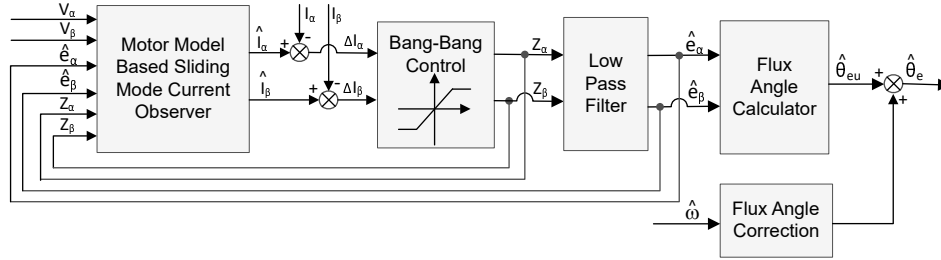 Vα
Vβ
êα
êβ
Zα
Zβ
Motor Model
Based Sliding
Mode Current
Observer
Îα
Îβ
Iα
Iβ
+
-
+
-
ΔIα
ΔIβ
Bang-Bang
Control
Zα
Zβ
Low
Pass
Filter
êα
êβ
Flux
Angle
Calculator
θ̂eu
+
+
θ̂e
ω̂
Flux Angle
Correction